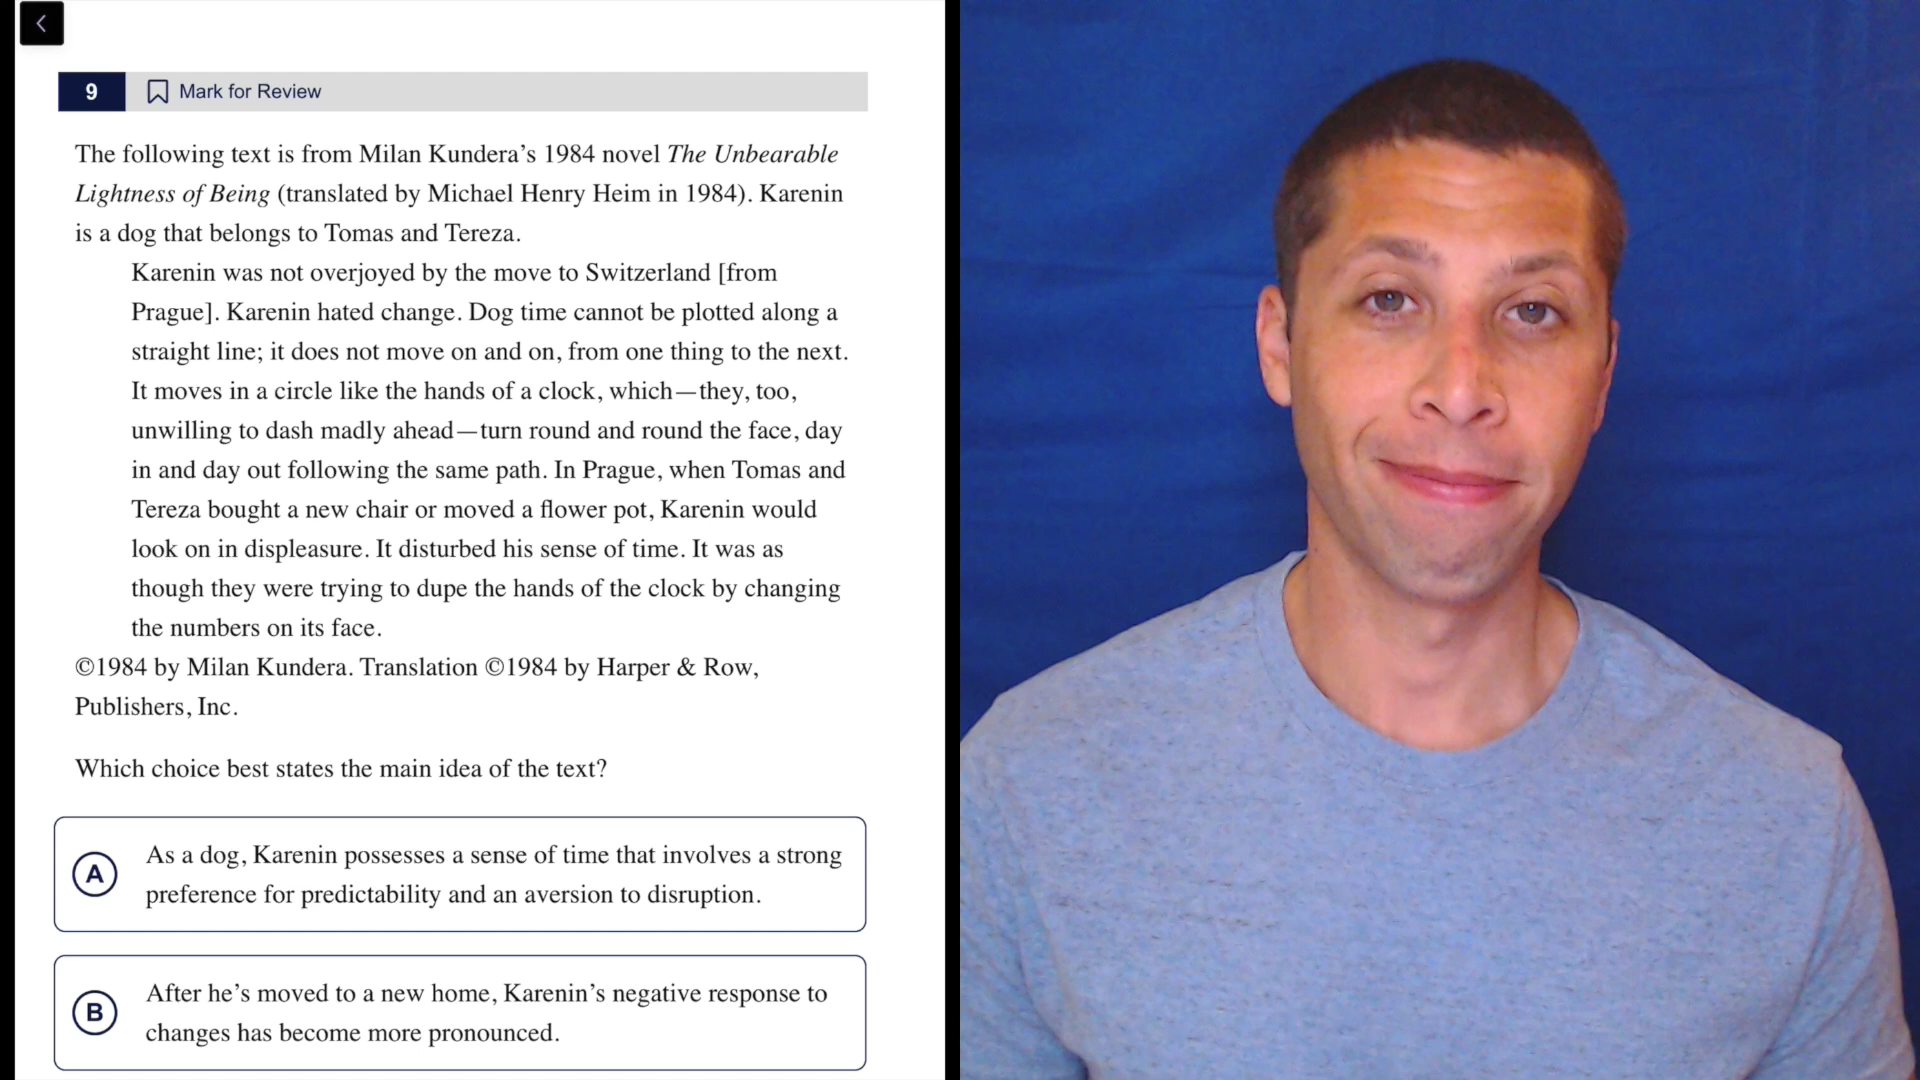 9 Mark for Review
The following text is from Milan Kundera’s 1984 novel The Unbearable
Lightness of Being (translated by Michael Henry Heim in 1984). Karenin
is a dog that belongs to Tomas and Tereza.
Karenin was not overjoyed by the move to Switzerland [from
Prague]. Karenin hated change. Dog time cannot be plotted along a
straight line; it does not move on and on, from one thing to the next.
It moves in a circle like the hands of a clock, which—they, too,
unwilling to dash madly ahead—turn round and round the face, day
in and day out following the same path. In Prague, when Tomas and
Tereza bought a new chair or moved a flower pot, Karenin would
look on in displeasure. It disturbed his sense of time. It was as
though they were trying to dupe the hands of the clock by changing
the numbers on its face.
©1984 by Milan Kundera. Translation ©1984 by Harper & Row,
Publishers, Inc.
Which choice best states the main idea of the text?
A As a dog, Karenin possesses a sense of time that involves a strong
preference for predictability and an aversion to disruption.
B After he’s moved to a new home, Karenin’s negative response to
changes has become more pronounced.